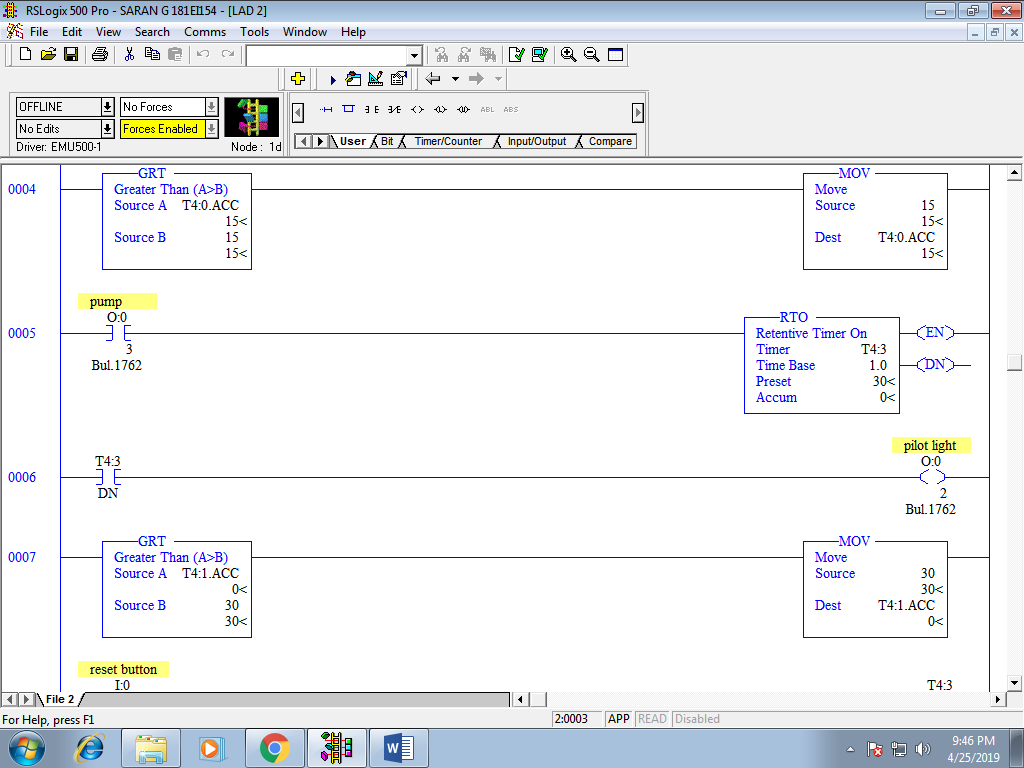 RSLogix 500 Pro - SARAN G 181EI154 - [LAD 2]
File Edit View Search Comms Tools Window Help
OFFLINE No Forces
No Edits Forces Enabled
Driver: EMU500-1 Node : 1d
ABL ABS
User Bit Timer/Counter Input/Output Compare
0004
GRT
Greater Than (A>B)
Source A T4:0.ACC
15<
Source B 15
15<
MOV
Move
Source 15
15<
Dest T4:0.ACC
15<
0005
pump
O:0
3
Bul.1762
RTO
Retentive Timer On
Timer T4:3
Time Base 1.0
Preset 30<
Accum 0<
EN
DN
0006
T4:3
DN
pilot light
O:0
2
Bul.1762
0007
GRT
Greater Than (A>B)
Source A T4:1.ACC
0<
Source B 30
30<
MOV
Move
Source 30
30<
Dest T4:1.ACC
0<
reset button
I:0
T4:3
File 2
For Help, press F1
2:0003 APP READ Disabled
9:46 PM
4/25/2019